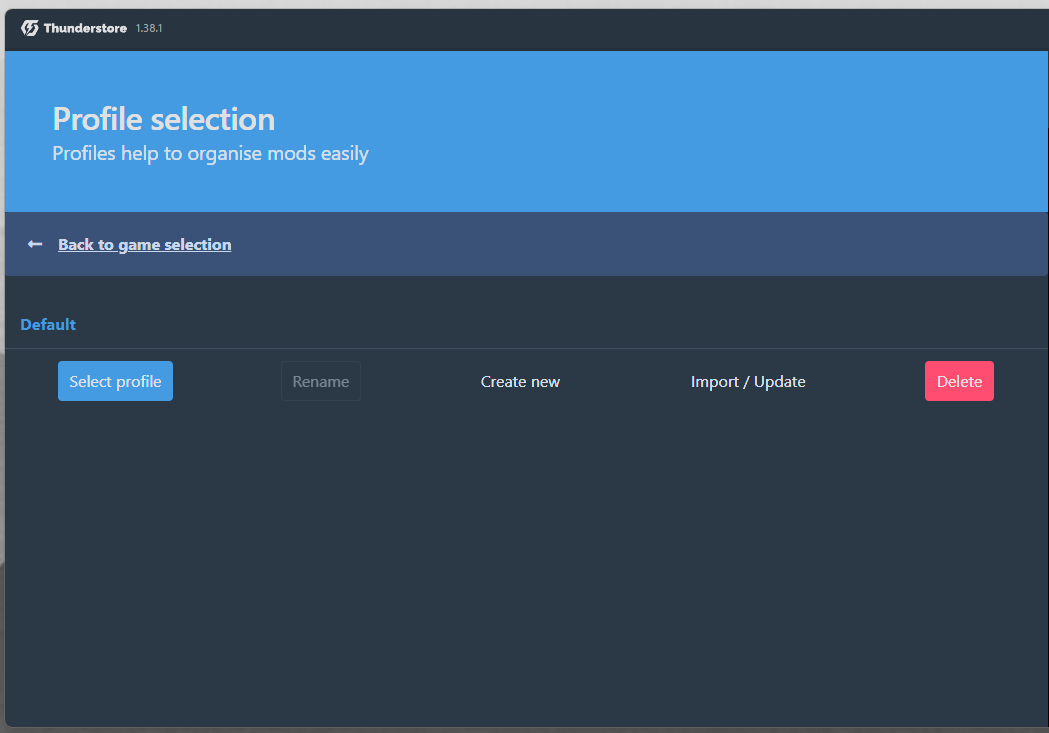 Thunderstore 1.38.1
Profile selection
Profiles help to organise mods easily
Back to game selection
Default
Select profile Rename Create new Import / Update Delete